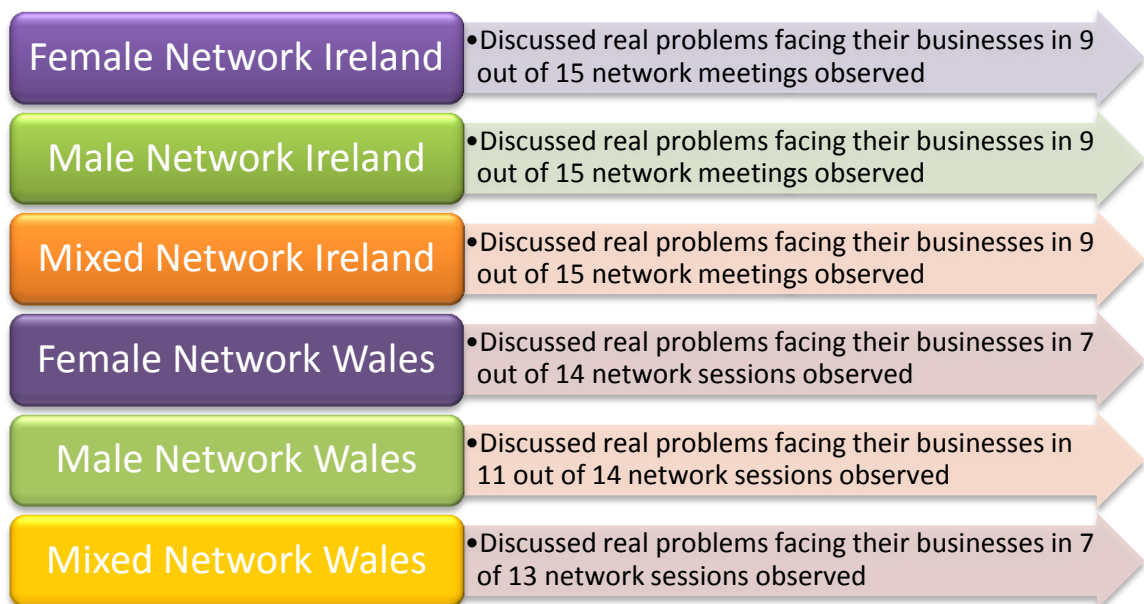 Female Network Ireland
•Discussed real problems facing their businesses in 9
out of 15 network meetings observed
Male Network Ireland
•Discussed real problems facing their businesses in 9
out of 15 network meetings observed
Mixed Network Ireland
•Discussed real problems facing their businesses in 9
out of 15 network meetings observed
Female Network Wales
•Discussed real problems facing their businesses in 7
out of 14 network sessions observed
Male Network Wales
•Discussed real problems facing their businesses in
11 out of 14 network sessions observed
Mixed Network Wales
•Discussed real problems facing their businesses in 7
of 13 network sessions observed